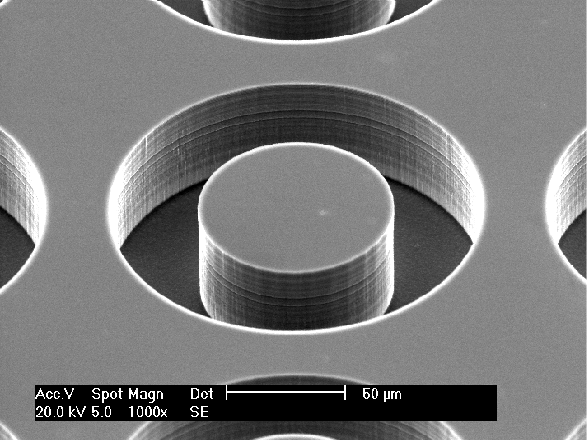 Acc.V Spot Magn Det 50 µm
20.0 kV 5.0 1000x SE